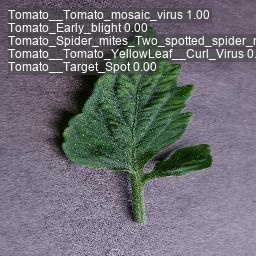 Tomato__Tomato_mosaic_virus 1.00
Tomato_Early_blight 0.00
Tomato_Spider_mites_Two_spotted_spider_
Tomato__Tomato_YellowLeaf__Curl_Virus 0.
Tomato__Target_Spot 0.00